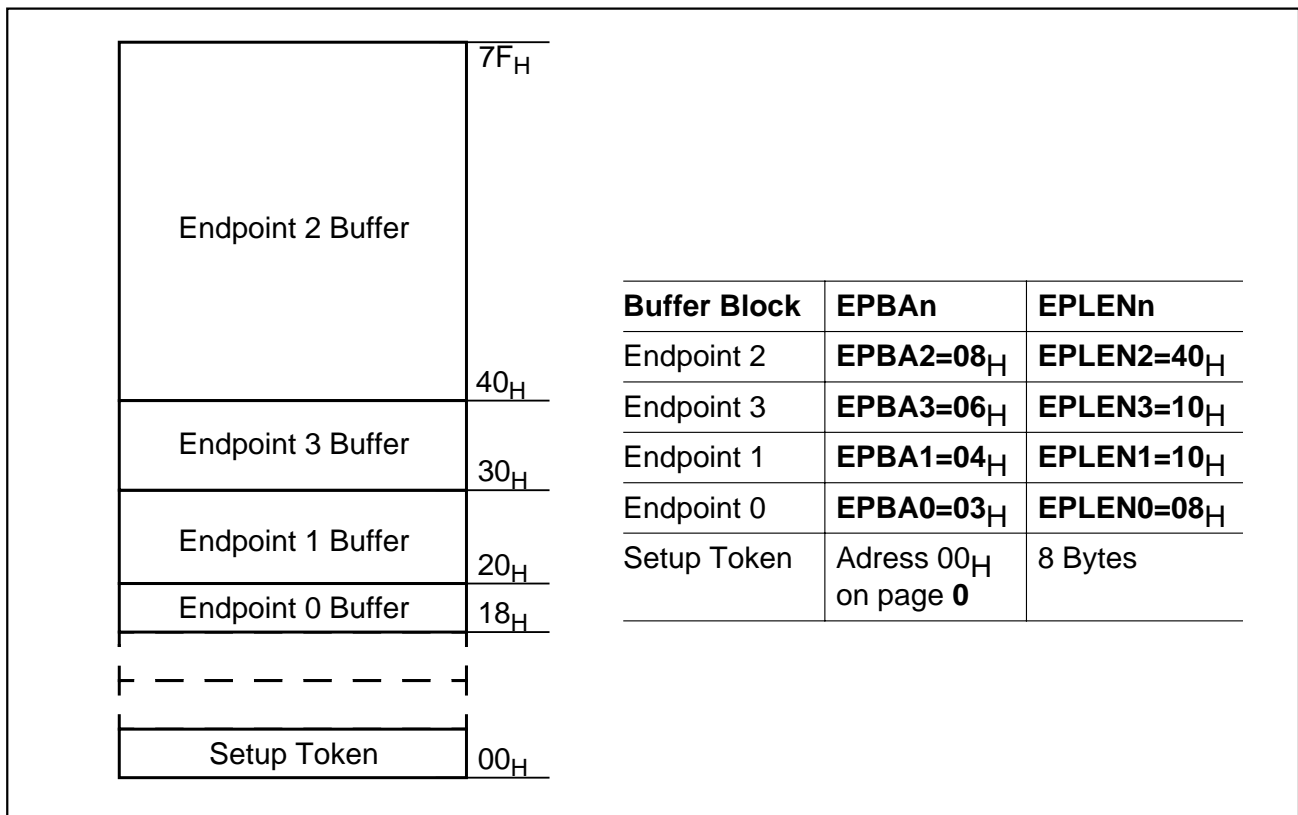 7FH
Endpoint 2 Buffer
40H
Endpoint 3 Buffer
30H
Endpoint 1 Buffer
20H
Endpoint 0 Buffer
18H
Setup Token
00H
Buffer Block EPBAn EPLENn
Endpoint 2 EPBA2=08H EPLEN2=40H
Endpoint 3 EPBA3=06H EPLEN3=10H
Endpoint 1 EPBA1=04H EPLEN1=10H
Endpoint 0 EPBA0=03H EPLEN0=08H
Setup Token Adress 00H 8 Bytes
on page 0